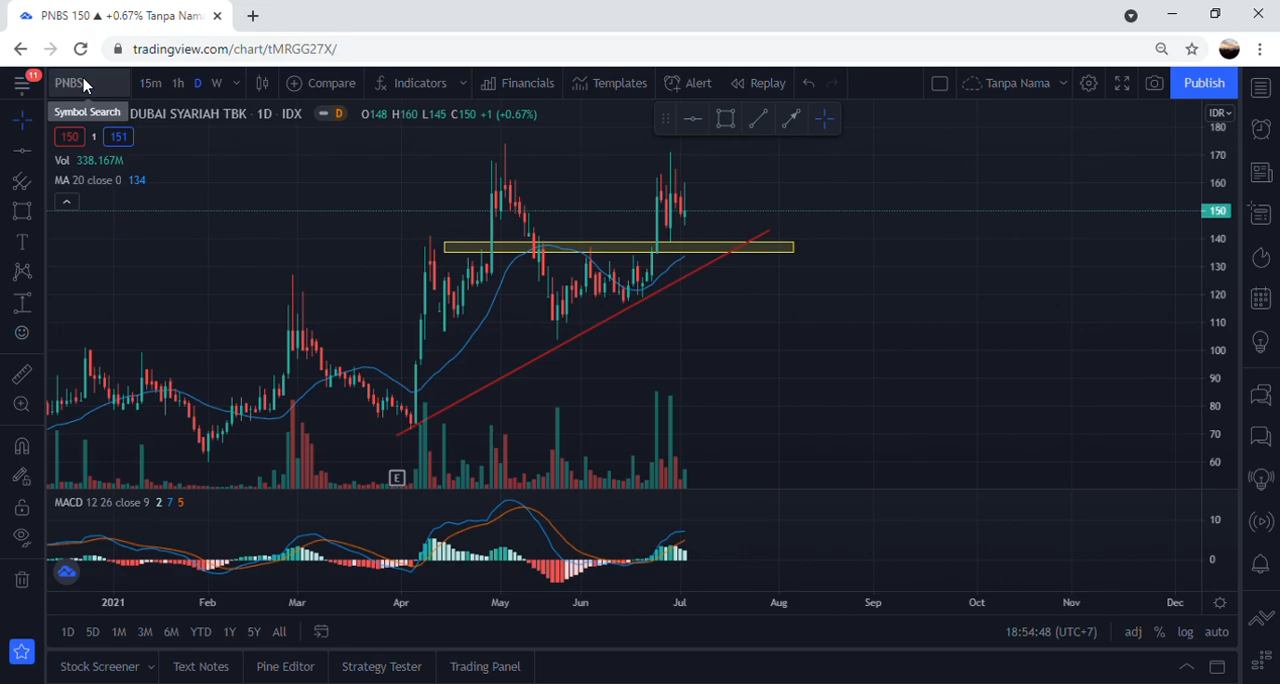 PNBS 150 ▲ +0.67% Tanpa Nam
tradingview.com/chart/tMRGG27X/
11
PNBS
15m 1h D W
Compare
Indicators
Financials
Templates
Alert
Replay
Tanpa Nama
Publish
Symbol Search
DUBAI SYARIAH TBK · 1D · IDX
D
O148 H160 L145 C150 +1 (+0.67%)
IDR
150 1 151
Vol 338.167M
MA 20 close 0 134
180
170
160
150
140
130
120
110
100
90
80
70
60
E
MACD 12 26 close 9 2 7 5
10
0
2021 Feb Mar Apr May Jun Jul Aug Sep Oct Nov Dec
1D 5D 1M 3M 6M YTD 1Y 5Y All
18:54:48 (UTC+7)
adj % log auto
Stock Screener
Text Notes
Pine Editor
Strategy Tester
Trading Panel